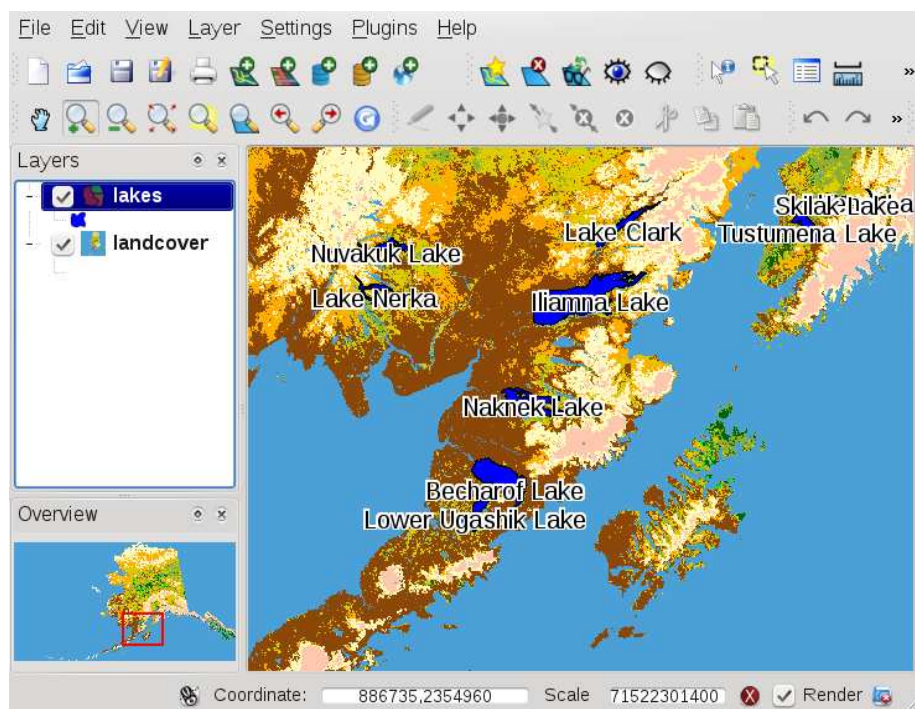 File Edit View Layer Settings Plugins Help
» 
»
Layers
lakes
landcover
Overview
Skilak Lake
Lake Clark
Tustumena Lake
Nuvakuk Lake
Lake Nerka
Iliamna Lake
Naknek Lake
Becharof Lake
Lower Ugashik Lake
Coordinate: 886735,2354960 Scale 71522301400 Render